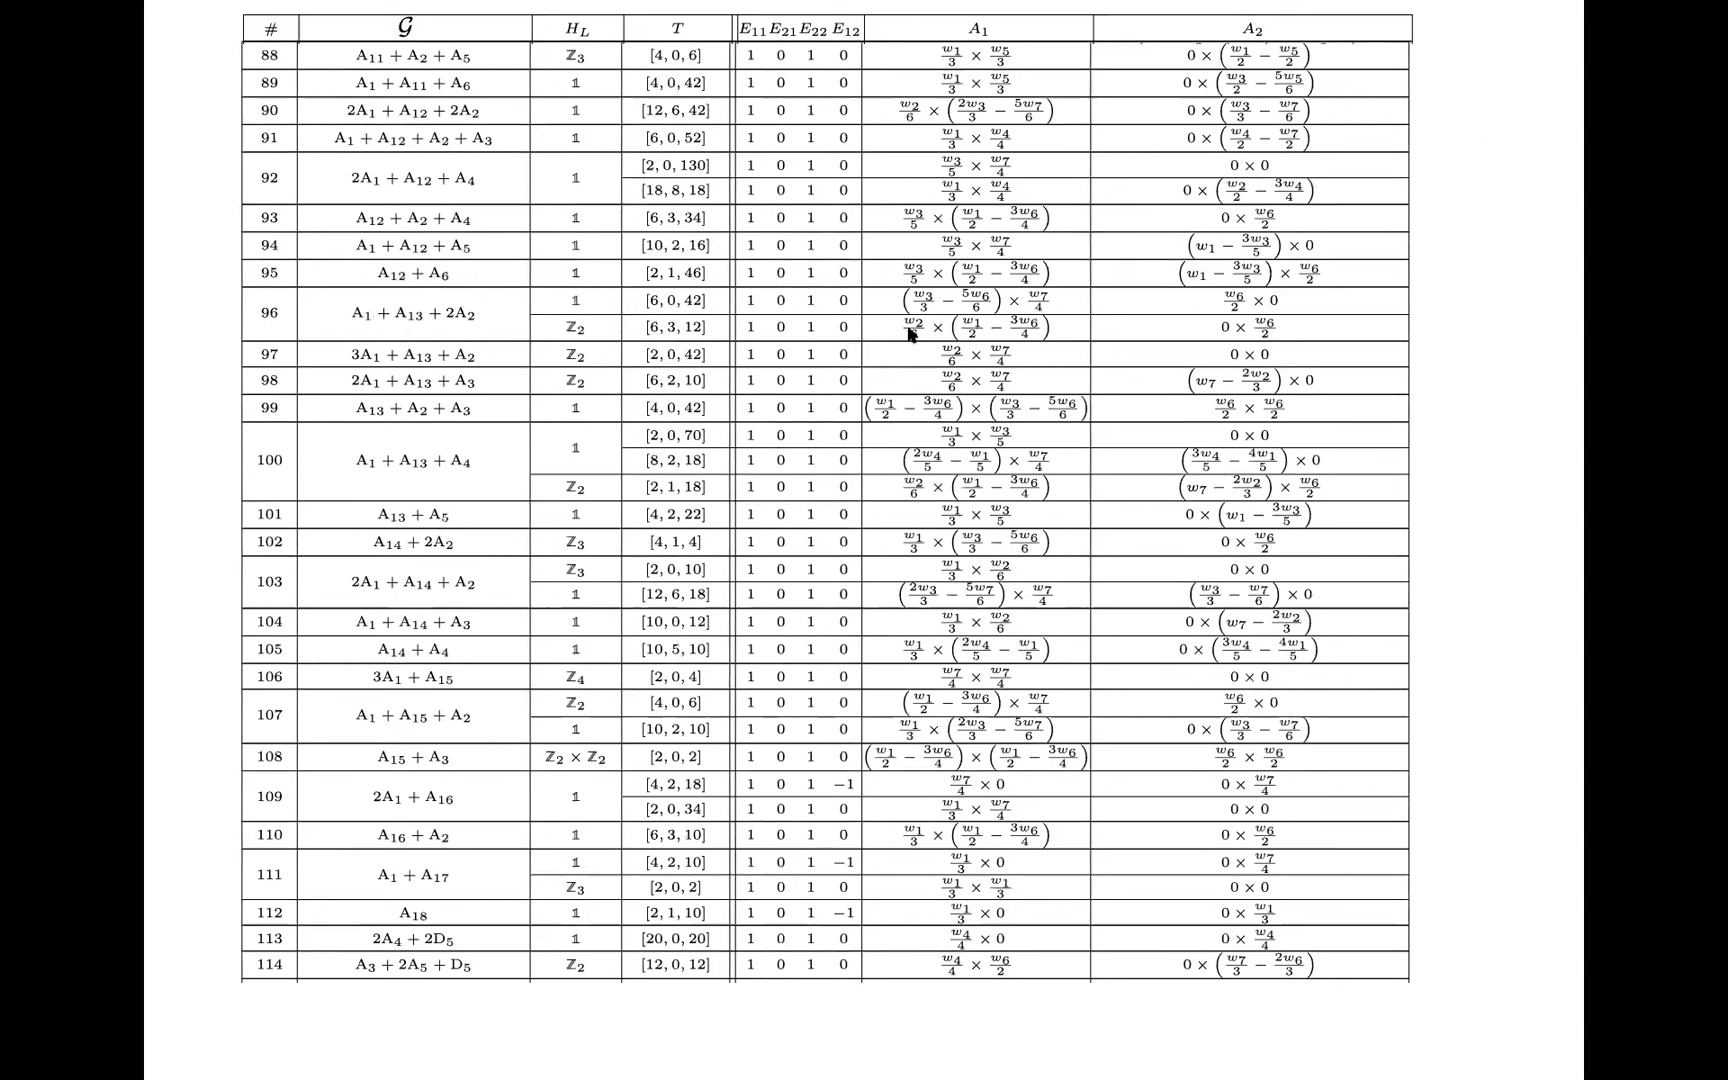 # 𝒢 H_L T E₁₁ E₂₁ E₂₂ E₁₂ A₁ A₂
88 A₁₁ + A₂ + A₅ ℤ₃ [4, 0, 6] 1 0 1 0 w₁/3 × w₅/3 0 × (w₁/2 − w₅/2)
89 A₁ + A₁₁ + A₆ 𝟙 [4, 0, 42] 1 0 1 0 w₁/3 × w₅/3 0 × (w₃/2 − 5w₅/6)
90 2A₁ + A₁₂ + 2A₂ 𝟙 [12, 6, 42] 1 0 1 0 w₂/6 × (2w₃/3 − 5w₇/6) 0 × (w₃/3 − w₇/6)
91 A₁ + A₁₂ + A₂ + A₃ 𝟙 [6, 0, 52] 1 0 1 0 w₁/3 × w₄/4 0 × (w₄/2 − w₇/2)
92 2A₁ + A₁₂ + A₄ 𝟙 [2, 0, 130] 1 0 1 0 w₃/5 × w₇/4 0 × 0
[18, 8, 18] 1 0 1 0 w₁/3 × w₄/4 0 × (w₂/2 − 3w₄/4)
93 A₁₂ + A₂ + A₄ 𝟙 [6, 3, 34] 1 0 1 0 w₃/5 × (w₁/2 − 3w₆/4) 0 × w₆/2
94 A₁ + A₁₂ + A₅ 𝟙 [10, 2, 16] 1 0 1 0 w₃/5 × w₇/4 (w₁ − 3w₃/5) × 0
95 A₁₂ + A₆ 𝟙 [2, 1, 46] 1 0 1 0 w₃/5 × (w₁/2 − 3w₆/4) (w₁ − 3w₃/5) × w₆/2
96 A₁ + A₁₃ + 2A₂ 𝟙 [6, 0, 42] 1 0 1 0 (w₃/3 − 5w₆/6) × w₇/4 w₆/2 × 0
ℤ₂ [6, 3, 12] 1 0 1 0 w₂ × (w₁/2 − 3w₆/4) 0 × w₆/2
97 3A₁ + A₁₃ + A₂ ℤ₂ [2, 0, 42] 1 0 1 0 w₂/6 × w₇/4 0 × 0
98 2A₁ + A₁₃ + A₃ ℤ₂ [6, 2, 10] 1 0 1 0 w₂/6 × w₇/4 (w₇ − 2w₂/3) × 0
99 A₁₃ + A₂ + A₃ 𝟙 [4, 0, 42] 1 0 1 0 (w₁/2 − 3w₆/4) × (w₃/3 − 5w₆/6) w₆/2 × w₆/2
100 A₁ + A₁₃ + A₄ 𝟙 [2, 0, 70] 1 0 1 0 w₁/3 × w₃/5 0 × 0
[8, 2, 18] 1 0 1 0 (2w₄/5 − w₁/5) × w₇/4 (3w₄/5 − 4w₁/5) × 0
ℤ₂ [2, 1, 18] 1 0 1 0 w₂/6 × (w₁/2 − 3w₆/4) (w₇ − 2w₂/3) × w₆/2
101 A₁₃ + A₅ 𝟙 [4, 2, 22] 1 0 1 0 w₁/3 × w₃/5 0 × (w₁ − 3w₃/5)
102 A₁₄ + 2A₂ ℤ₃ [4, 1, 4] 1 0 1 0 w₁/3 × (w₃/3 − 5w₆/6) 0 × w₆/2
103 2A₁ + A₁₄ + A₂ ℤ₃ [2, 0, 10] 1 0 1 0 w₁/3 × w₂/6 0 × 0
𝟙 [12, 6, 18] 1 0 1 0 (2w₃/3 − 5w₇/6) × w₇/4 (w₃/3 − w₇/6) × 0
104 A₁ + A₁₄ + A₃ 𝟙 [10, 0, 12] 1 0 1 0 w₁/3 × w₂/6 0 × (w₇ − 2w₂/3)
105 A₁₄ + A₄ 𝟙 [10, 5, 10] 1 0 1 0 w₁/3 × (2w₄/5 − w₁/5) 0 × (3w₄/5 − 4w₁/5)
106 3A₁ + A₁₅ ℤ₄ [2, 0, 4] 1 0 1 0 w₇/4 × w₇/4 0 × 0
107 A₁ + A₁₅ + A₂ ℤ₂ [4, 0, 6] 1 0 1 0 (w₁/2 − 3w₆/4) × w₇/4 w₆/2 × 0
𝟙 [10, 2, 10] 1 0 1 0 w₁/3 × (2w₃/3 − 5w₇/6) 0 × (w₃/3 − w₇/6)
108 A₁₅ + A₃ ℤ₂ × ℤ₂ [2, 0, 2] 1 0 1 0 (w₁/2 − 3w₆/4) × (w₁/2 − 3w₆/4) w₆/2 × w₆/2
109 2A₁ + A₁₆ 𝟙 [4, 2, 18] 1 0 1 −1 w₇/4 × 0 0 × w₇/4
[2, 0, 34] 1 0 1 0 w₁/3 × w₇/4 0 × 0
110 A₁₆ + A₂ 𝟙 [6, 3, 10] 1 0 1 0 w₁/3 × (w₁/2 − 3w₆/4) 0 × w₆/2
111 A₁ + A₁₇ 𝟙 [4, 2, 10] 1 0 1 −1 w₁/3 × 0 0 × w₇/4
ℤ₃ [2, 0, 2] 1 0 1 0 w₁/3 × w₁/3 0 × 0
112 A₁₈ 𝟙 [2, 1, 10] 1 0 1 −1 w₁/3 × 0 0 × w₁/3
113 2A₄ + 2D₅ 𝟙 [20, 0, 20] 1 0 1 0 w₄/4 × 0 0 × w₄/4
114 A₃ + 2A₅ + D₅ ℤ₂ [12, 0, 12] 1 0 1 0 w₄/4 × w₆/2 0 × (w₇/3 − 2w₆/3)